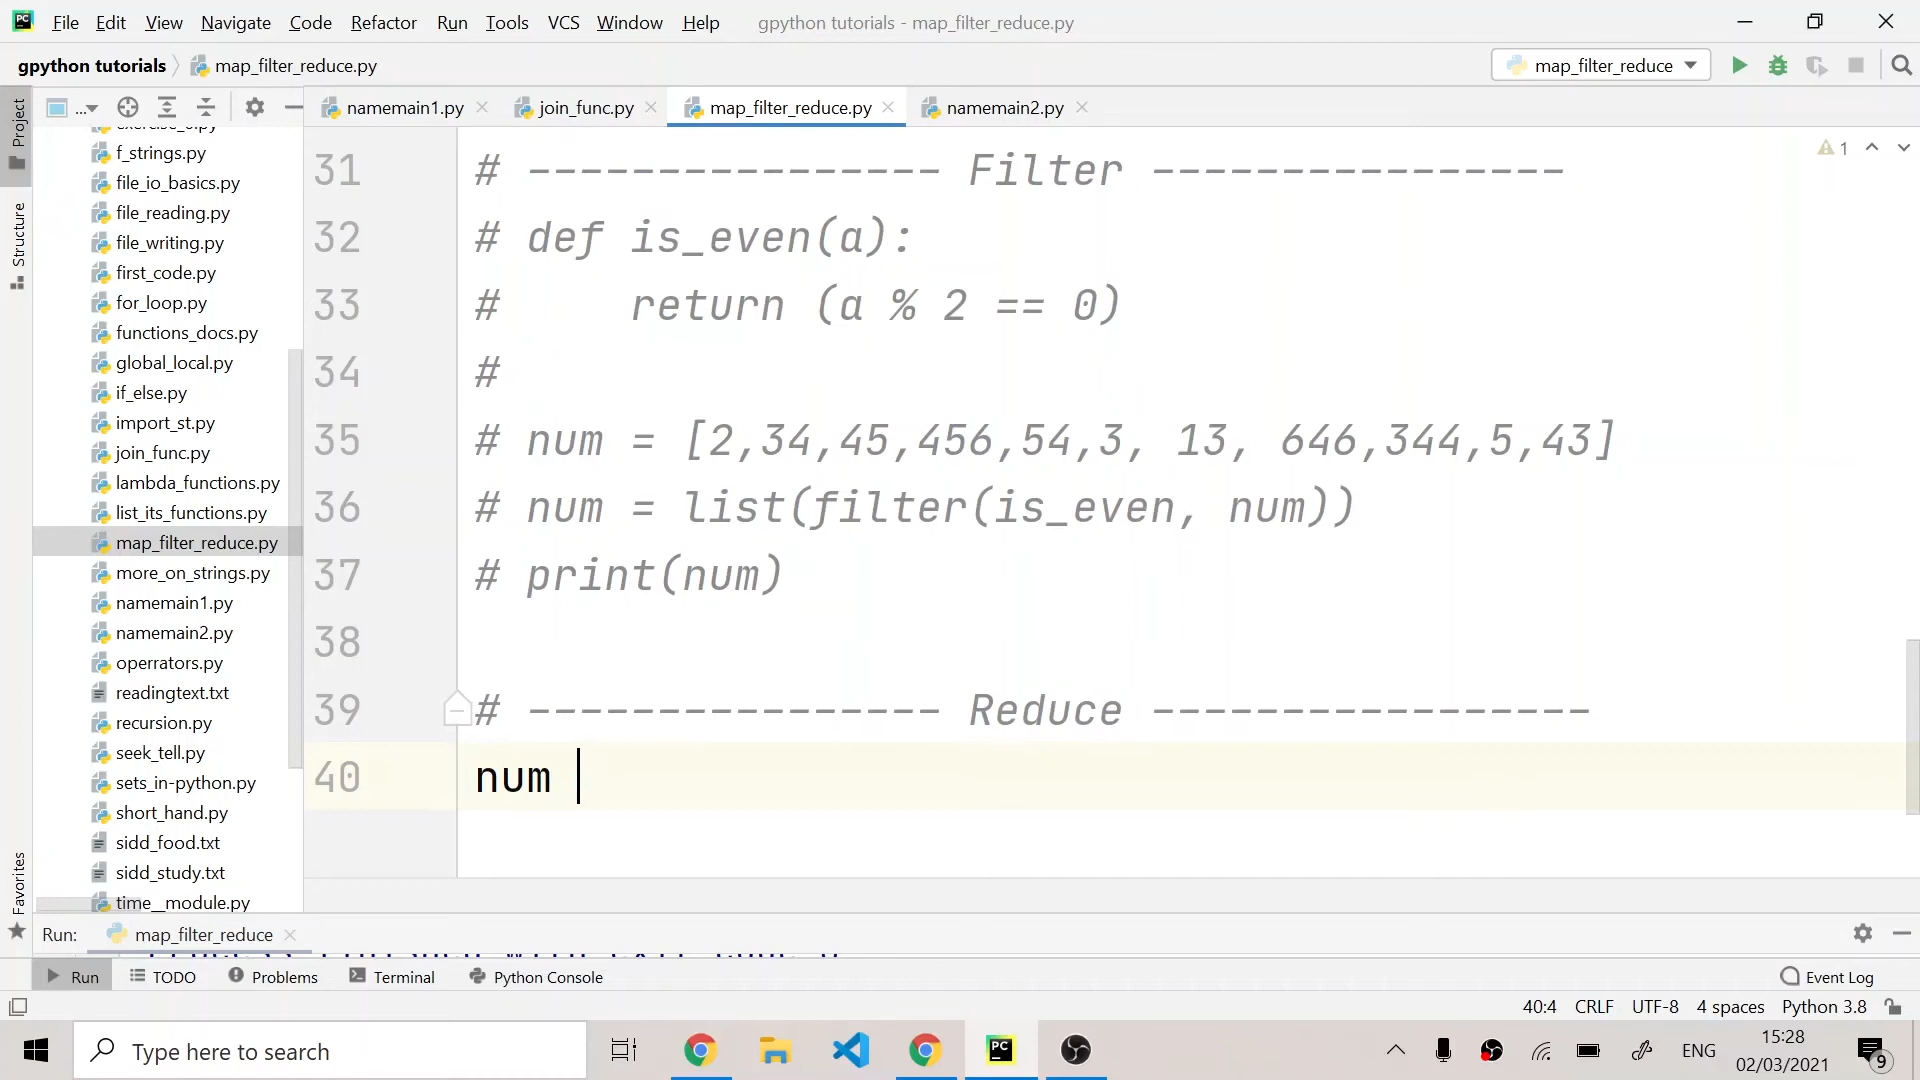 File Edit View Navigate Code Refactor Run Tools VCS Window Help gpython tutorials - map_filter_reduce.py
gpython tutorials map_filter_reduce.py map_filter_reduce
... namemain1.py join_func.py map_filter_reduce.py namemain2.py
Project
Structure
Favorites
f_strings.py
file_io_basics.py
file_reading.py
file_writing.py
first_code.py
for_loop.py
functions_docs.py
global_local.py
if_else.py
import_st.py
join_func.py
lambda_functions.py
list_its_functions.py
map_filter_reduce.py
more_on_strings.py
namemain1.py
namemain2.py
operrators.py
readingtext.txt
recursion.py
seek_tell.py
sets_in-python.py
short_hand.py
sidd_food.txt
sidd_study.txt
time__module.py
1
31 # ---------------- Filter ----------------
32 # def is_even(a):
33 #     return (a % 2 == 0)
34 #
35 # num = [2,34,45,456,54,3, 13, 646,344,5,43]
36 # num = list(filter(is_even, num))
37 # print(num)
38
39 # ---------------- Reduce -----------------
40 num
Run: map_filter_reduce
Run TODO Problems Terminal Python Console Event Log
40:4 CRLF UTF-8 4 spaces Python 3.8
Type here to search
PC
ENG
15:28
02/03/2021
9